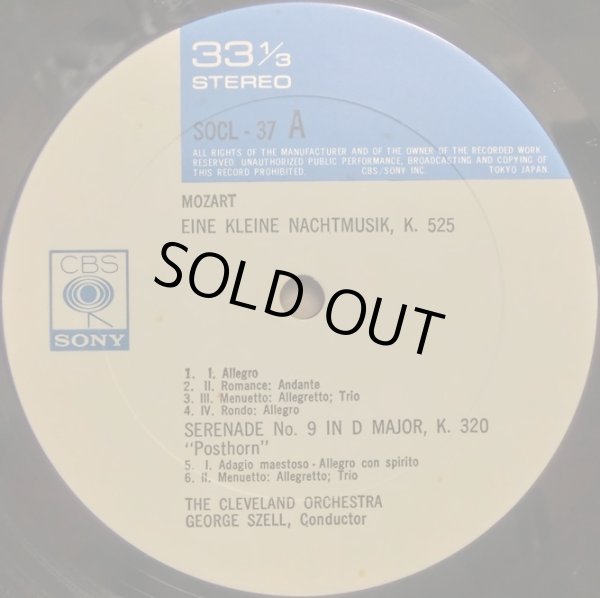 33 1/3
STEREO
SOCL - 37 A
ALL RIGHTS OF THE MANUFACTURER AND OF THE OWNER OF THE RECORDED WORK
RESERVED. UNAUTHORIZED PUBLIC PERFORMANCE, BROADCASTING AND COPYING OF
THIS RECORD PROHIBITED. CBS/SONY INC. TOKYO JAPAN.
MOZART
EINE KLEINE NACHTMUSIK, K. 525
CBS
SONY
SOLD OUT
1. I. Allegro
2. II. Romance: Andante
3. III. Menuetto: Allegretto; Trio
4. IV. Rondo: Allegro
SERENADE No. 9 IN D MAJOR, K. 320
"Posthorn"
5. I. Adagio maestoso - Allegro con spirito
6. II. Menuetto: Allegretto; Trio
THE CLEVELAND ORCHESTRA
GEORGE SZELL, Conductor